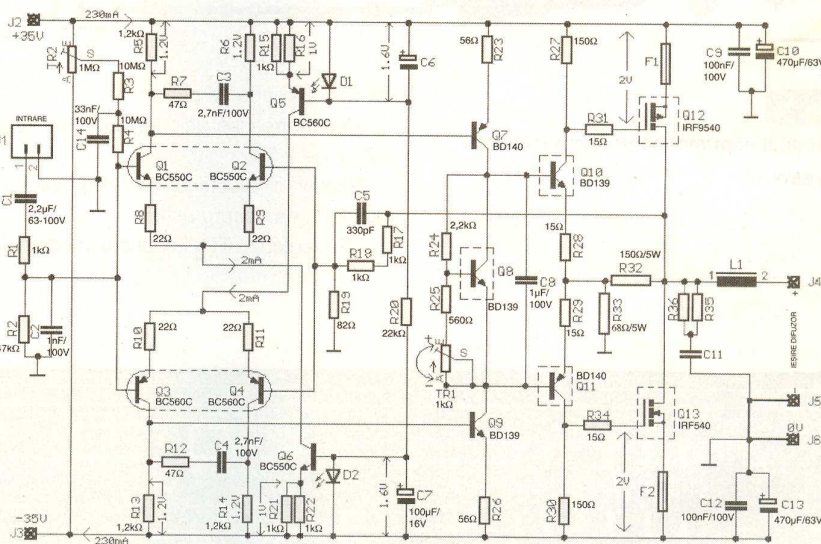 J2
+35V
230mA
1,2kΩ
R5
1.2V
R6
1.2V
R15
1kΩ
R16
1V
D1
1.6V
C6
56Ω
R23
R27
150Ω
2V
F1
C9
100nF/
100V
C10
470µF/63V
TR2
E
S
A
1MΩ
10MΩ
R3
R7
47Ω
C3
2,7nF/100V
Q5
BC560C
33nF/
100V
C14
10MΩ
R4
INTRARE
1
2
Q7
BD140
R31
15Ω
Q12
IRF9540
Q1
BC550C
Q2
BC550C
Q10
BD139
C1
2,2µF/
63-100V
R8
22Ω
R9
22Ω
C5
330pF
R17
1kΩ
2,2kΩ
R24
Q8
BD139
C8
1µF/
100V
15Ω
R28
150Ω/5W
R32
L1
1
2
J4
+
R1
1kΩ
2mA
2mA
R18
1kΩ
R19
82Ω
R20
22kΩ
R25
560Ω
R29
15Ω
R33
68Ω/5W
R36
R35
C11
IESIRE DIFUZOR
-
R2
47kΩ
C2
1nF/
100V
22Ω
R10
22Ω
R11
E
S
A
TR1
1kΩ
BD140
Q11
Q3
BC560C
Q4
BC560C
J5
0V
J6
R34
15Ω
Q13
IRF540
Q9
BD139
R12
47Ω
C4
2,7nF/
100V
Q6
BC550C
D2
1.6V
2V
R13
1,2kΩ
1.2V
R14
1,2kΩ
1.2V
1V
R21
1kΩ
R22
1kΩ
C7
100µF/
16V
56Ω
R26
R30
150Ω
F2
C12
100nF/100V
C13
470µF/63V
-35V
J3
230mA